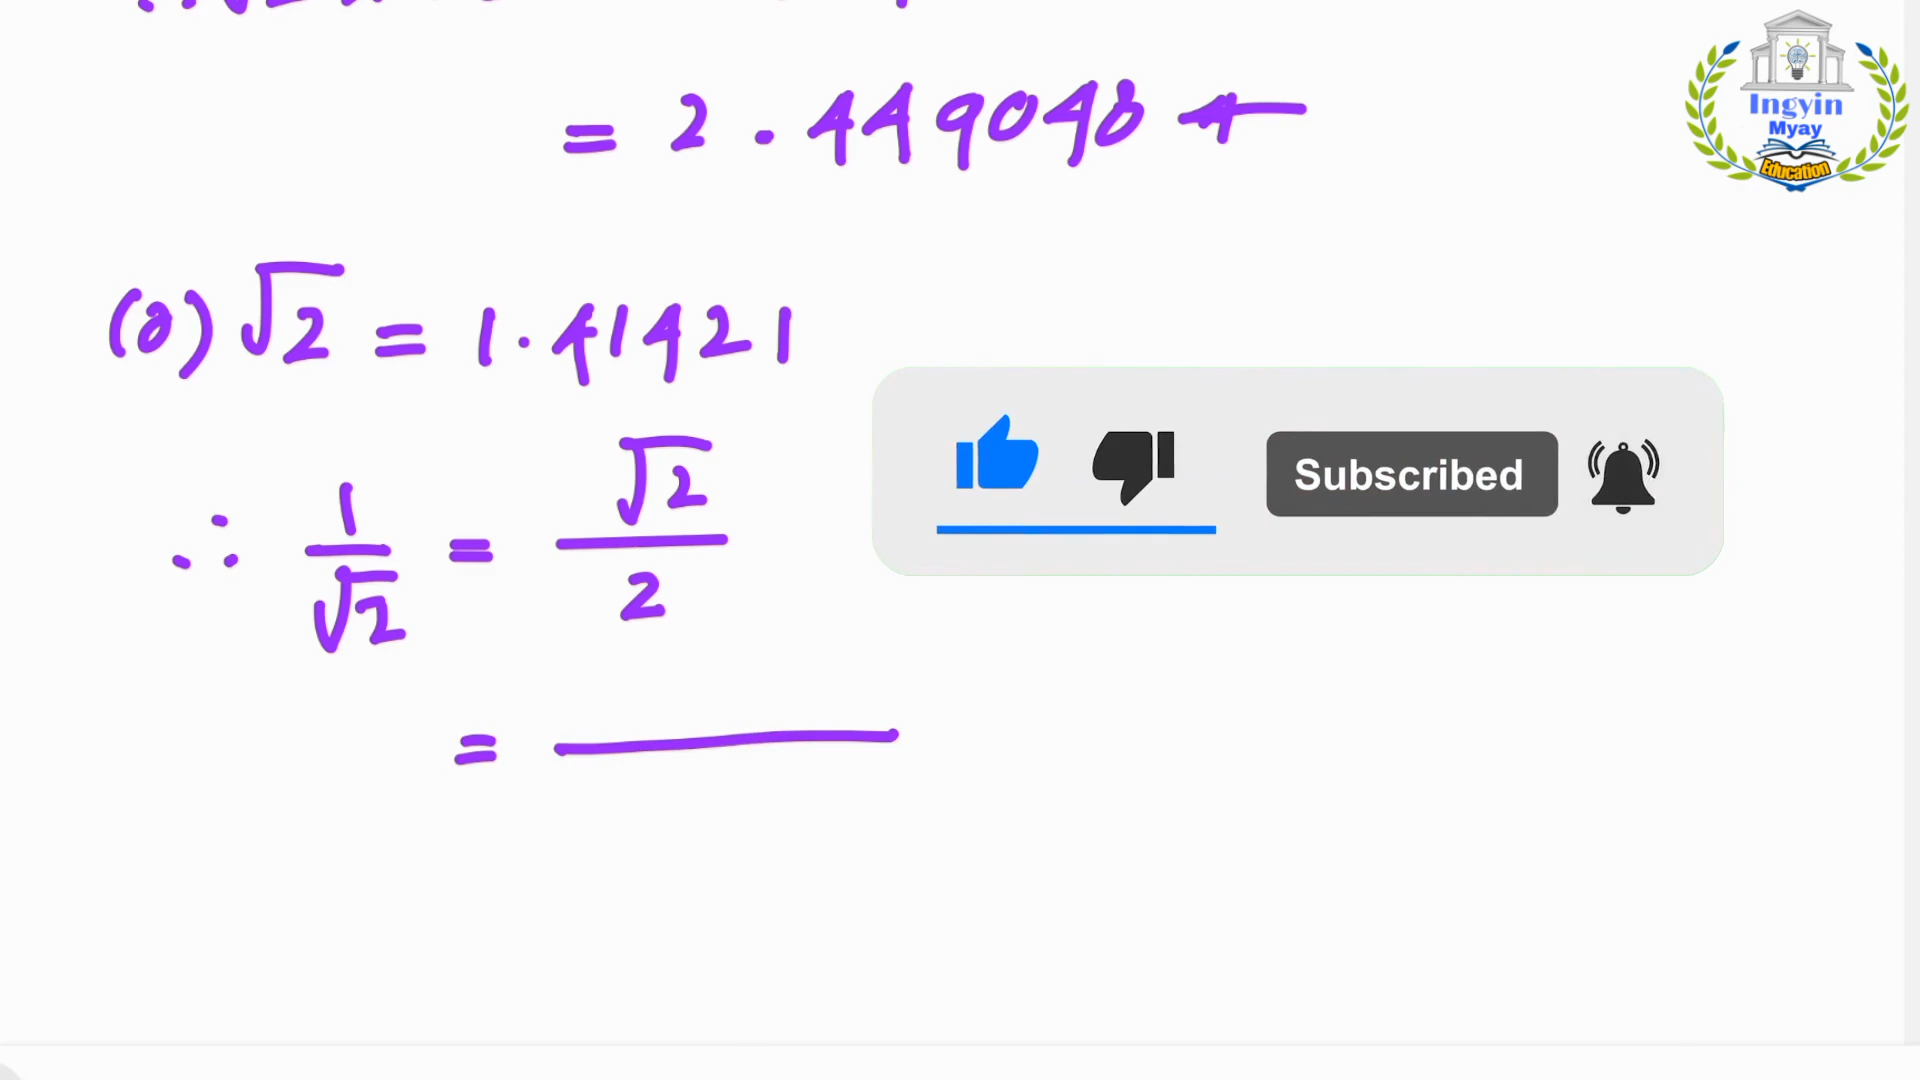 = 2.449048
Ingyin
Myay
Education
(a) √2 = 1.41421
∴ 1/√2 = √2/2
Subscribed
=